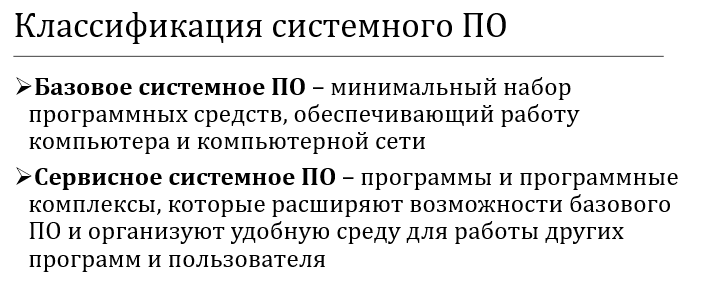 Классификация системного ПО
➢Базовое системное ПО – минимальный набор
программных средств, обеспечивающий работу
компьютера и компьютерной сети
➢Сервисное системное ПО – программы и программные
комплексы, которые расширяют возможности базового
ПО и организуют удобную среду для работы других
программ и пользователя